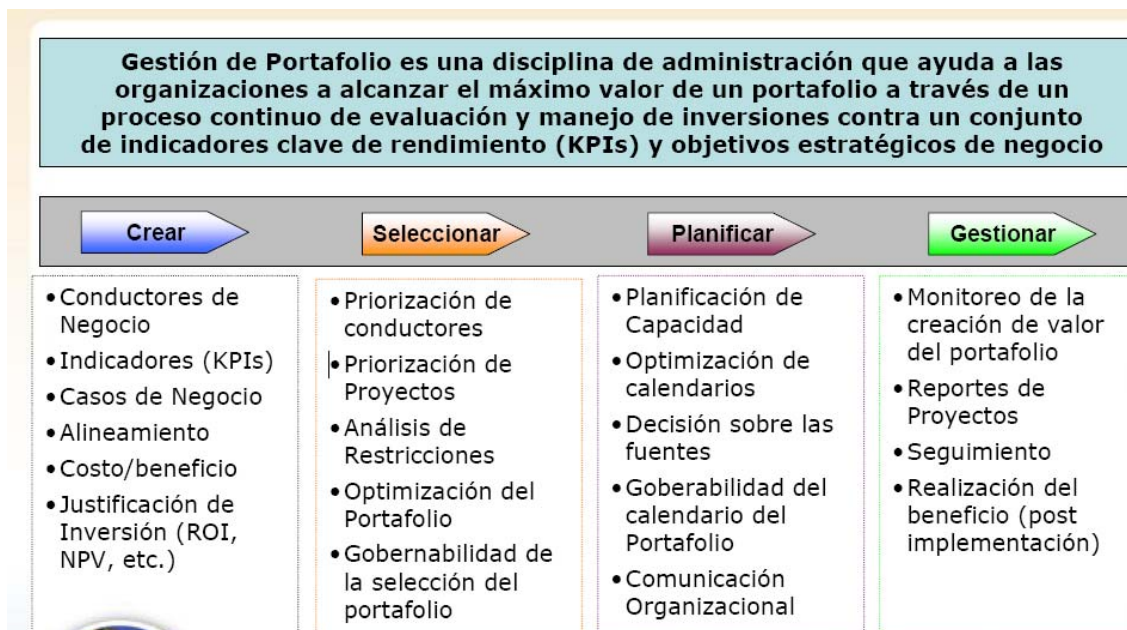 Gestión de Portafolio es una disciplina de administración que ayuda a las
organizaciones a alcanzar el máximo valor de un portafolio a través de un
proceso continuo de evaluación y manejo de inversiones contra un conjunto
de indicadores clave de rendimiento (KPIs) y objetivos estratégicos de negocio
Crear
•Conductores de
Negocio
•Indicadores (KPIs)
•Casos de Negocio
•Alineamiento
•Costo/beneficio
•Justificación de
Inversión (ROI,
NPV, etc.)
Seleccionar
•Priorización de
conductores
•Priorización de
Proyectos
•Análisis de
Restricciones
•Optimización del
Portafolio
•Gobernabilidad de
la selección del
portafolio
Planificar
•Planificación de
Capacidad
•Optimización de
calendarios
•Decisión sobre las
fuentes
•Goberabilidad del
calendario del
Portafolio
•Comunicación
Organizacional
Gestionar
•Monitoreo de la
creación de valor
del portafolio
•Reportes de
Proyectos
•Seguimiento
•Realización del
beneficio (post
implementación)